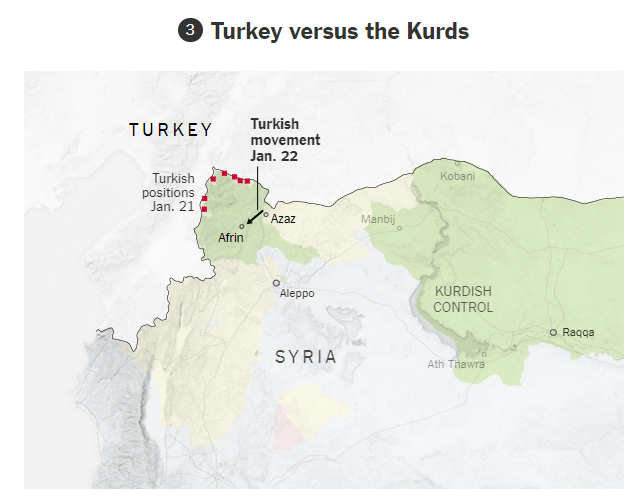 3 Turkey versus the Kurds
TURKEY
Turkish
movement
Jan. 22
Turkish
positions
Jan. 21
Kobani
Azaz
Manbij
Afrin
Aleppo
KURDISH
CONTROL
Raqqa
SYRIA
Ath Thawra